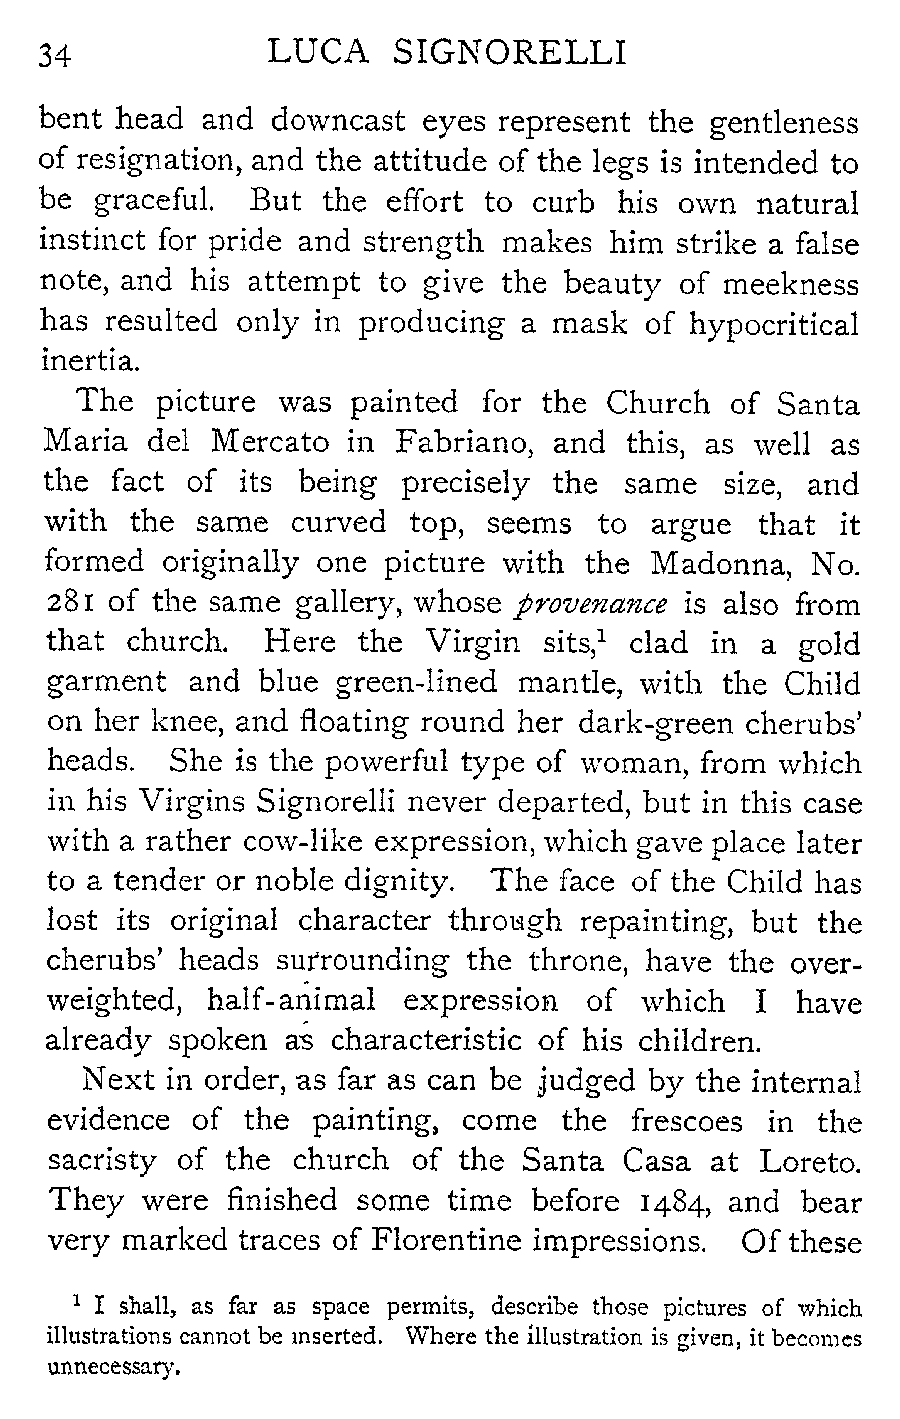 34 LUCA SIGNORELLI
bent head and downcast eyes represent the gentleness
of resignation, and the attitude of the legs is intended to
be graceful. But the effort to curb his own natural
instinct for pride and strength makes him strike a false
note, and his attempt to give the beauty of meekness
has resulted only in producing a mask of hypocritical
inertia.
The picture was painted for the Church of Santa
Maria del Mercato in Fabriano, and this, as well as
the fact of its being precisely the same size, and
with the same curved top, seems to argue that it
formed originally one picture with the Madonna, No.
281 of the same gallery, whose provenance is also from
that church. Here the Virgin sits,¹ clad in a gold
garment and blue green-lined mantle, with the Child
on her knee, and floating round her dark-green cherubs'
heads. She is the powerful type of woman, from which
in his Virgins Signorelli never departed, but in this case
with a rather cow-like expression, which gave place later
to a tender or noble dignity. The face of the Child has
lost its original character through repainting, but the
cherubs' heads surrounding the throne, have the over-
weighted, half-animal expression of which I have
already spoken as characteristic of his children.
Next in order, as far as can be judged by the internal
evidence of the painting, come the frescoes in the
sacristy of the church of the Santa Casa at Loreto.
They were finished some time before 1484, and bear
very marked traces of Florentine impressions. Of these
¹ I shall, as far as space permits, describe those pictures of which
illustrations cannot be inserted. Where the illustration is given, it becomes
unnecessary.